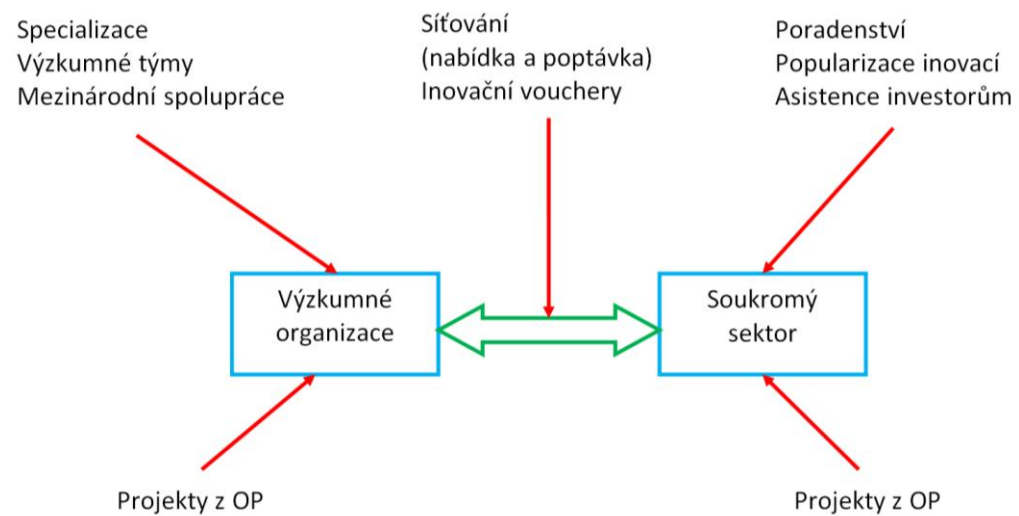 Specializace
Výzkumné týmy
Mezinárodní spolupráce
Síťování
(nabídka a poptávka)
Inovační vouchery
Poradenství
Popularizace inovací
Asistence investorům
Výzkumné
organizace
Soukromý
sektor
Projekty z OP
Projekty z OP